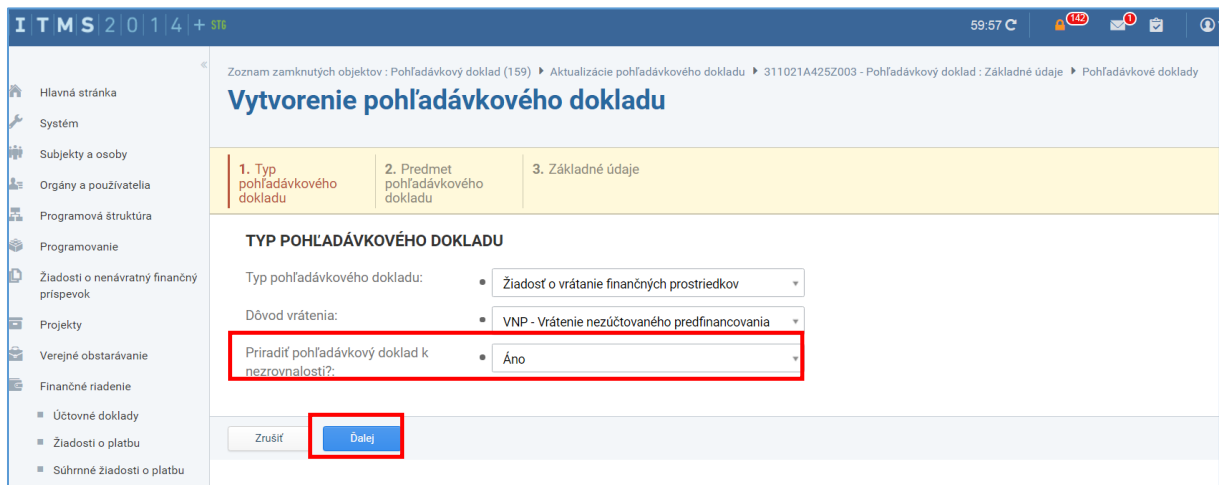 ITMS2014+ STG
59:57
142
1
Zoznam zamknutých objektov : Pohľadávkový doklad (159) Aktualizácie pohľadávkového dokladu 311021A425Z003 - Pohľadávkový doklad : Základné údaje Pohľadávkové doklady
Vytvorenie pohľadávkového dokladu
Hlavná stránka
Systém
Subjekty a osoby
Orgány a používatelia
Programová štruktúra
Programovanie
Žiadosti o nenávratný finančný
príspevok
Projekty
Verejné obstarávanie
Finančné riadenie
Účtovné doklady
Žiadosti o platbu
Súhrnné žiadosti o platbu
1. Typ
pohľadávkového
dokladu
2. Predmet
pohľadávkového
dokladu
3. Základné údaje
TYP POHĽADÁVKOVÉHO DOKLADU
Typ pohľadávkového dokladu:
Žiadosť o vrátanie finančných prostriedkov
Dôvod vrátenia:
VNP - Vrátenie nezúčtovaného predfinancovania
Priradiť pohľadávkový doklad k
nezrovnalosti?:
Áno
Zrušiť
Ďalej